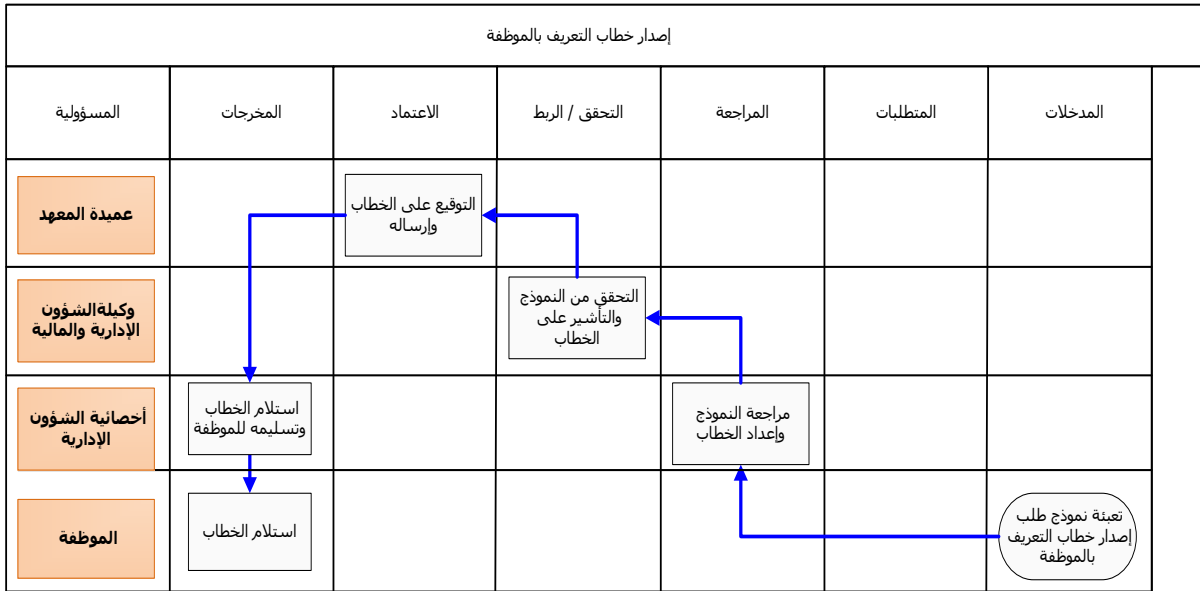 إصدار خطاب التعريف بالموظفة
المدخلات
المتطلبات
المراجعة
التحقق / الربط
الاعتماد
المخرجات
المسؤولية
التوقيع على الخطاب
وإرساله
عميدة المعهد
التحقق من النموذج
والتأشير على
الخطاب
وكيلةالشؤون
الإدارية والمالية
مراجعة النموذج
وإعداد الخطاب
استلام الخطاب
وتسليمه للموظفة
أخصائية الشؤون
الإدارية
تعبئة نموذج طلب
إصدار خطاب التعريف
بالموظفة
استلام الخطاب
الموظفة